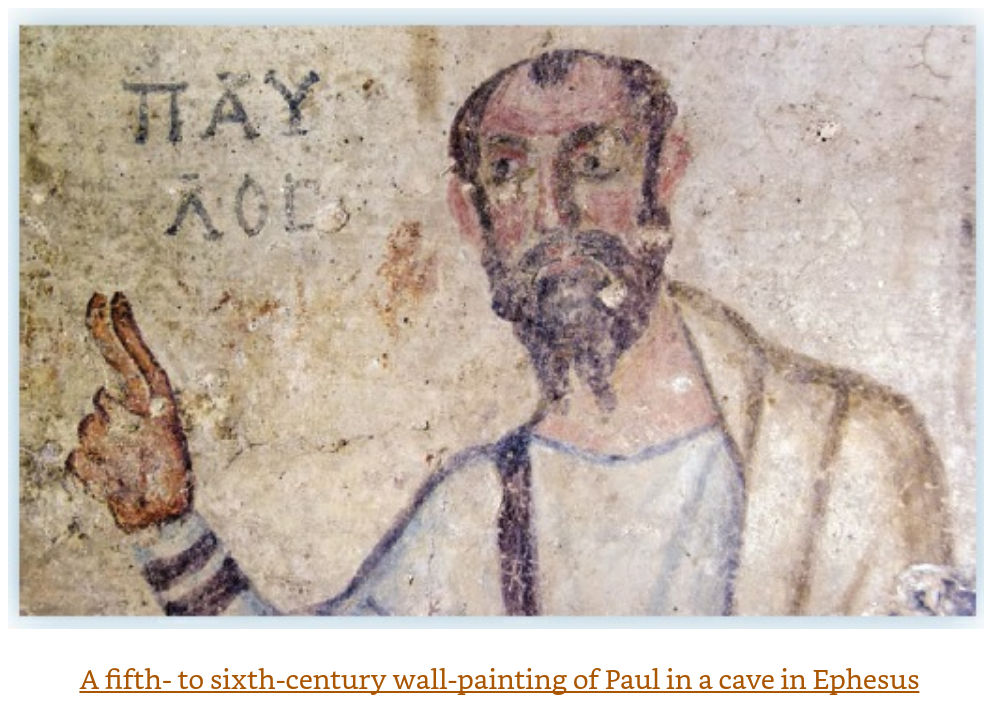 ΠΑΥ
ΛΟC
A fifth- to sixth-century wall-painting of Paul in a cave in Ephesus